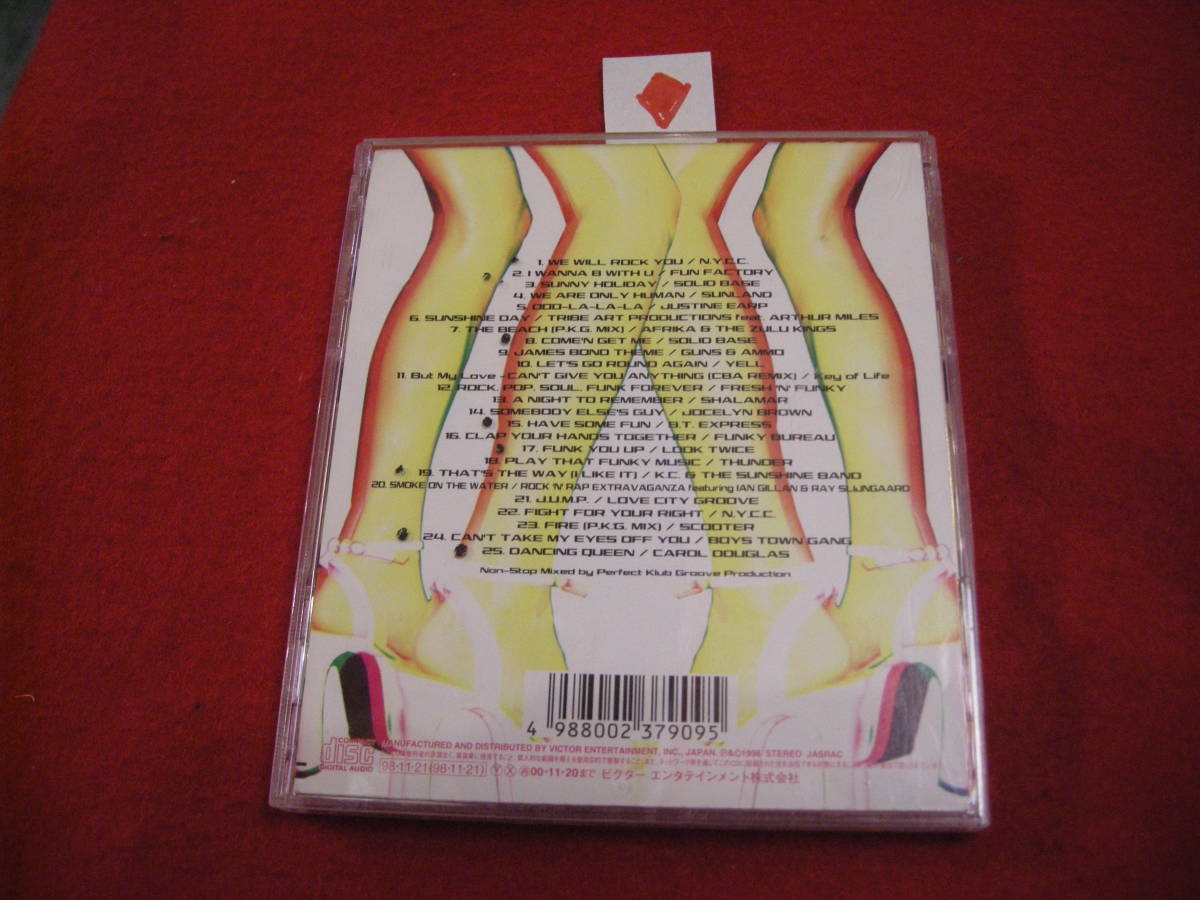 1. WE WILL ROCK YOU / N.Y.C.C.
2. I WANNA B WITH U / FUN FACTORY
3. SUNNY HOLIDAY / SOLID BASE
4. WE ARE ONLY HUMAN / SUNLAND
5. OOO-LA-LA-LA / JUSTINE EARP
6. SUNSHINE DAY / TRIBE ART PRODUCTIONS feat. ARTHUR MILES
7. THE BEACH (P.K.G. MIX) / AFRIKA & THE ZULU KINGS
8. COME'N GET ME / SOLID BASE
9. JAMES BOND THEME / GUNS & AMMO
10. LET'S GO ROUND AGAIN / YELL
11. But My Love -CAN'T GIVE YOU ANYTHING (CBA REMIX) / Key of Life
12. ROCK, POP, SOUL, FUNK FOREVER / FRESH 'N' FUNKY
13. A NIGHT TO REMEMBER / SHALAMAR
14. SOMEBODY ELSE'S GUY / JOCELYN BROWN
15. HAVE SOME FUN / B.T. EXPRESS
16. CLAP YOUR HANDS TOGETHER / FUNKY BUREAU
17. FUNK YOU UP / LOOK TWICE
18. PLAY THAT FUNKY MUSIC / THUNDER
19. THAT'S THE WAY (I LIKE IT) / K.C. & THE SUNSHINE BAND
20. SMOKE ON THE WATER / ROCK 'N' RAP EXTRAVAGANZA featuring IAN GILLAN & RAY SLIJNGAARD
21. J.U.M.P. / LOVE CITY GROOVE
22. FIGHT FOR YOUR RIGHT / N.Y.C.C.
23. FIRE (P.K.G. MIX) / SCOOTER
24. CAN'T TAKE MY EYES OFF YOU / BOYS TOWN GANG
25. DANCING QUEEN / CAROL DOUGLAS
Non-Stop Mixed by Perfect Klub Groove Production
4 988002 379095
COMPACT disc DIGITAL AUDIO
MANUFACTURED AND DISTRIBUTED BY VICTOR ENTERTAINMENT, INC., JAPAN. ℗&©1998 STEREO JASRAC
98・11・21 (98・11・21) Ⓨ Ⓧ 00・11・20まで ビクター エンタテインメント株式会社